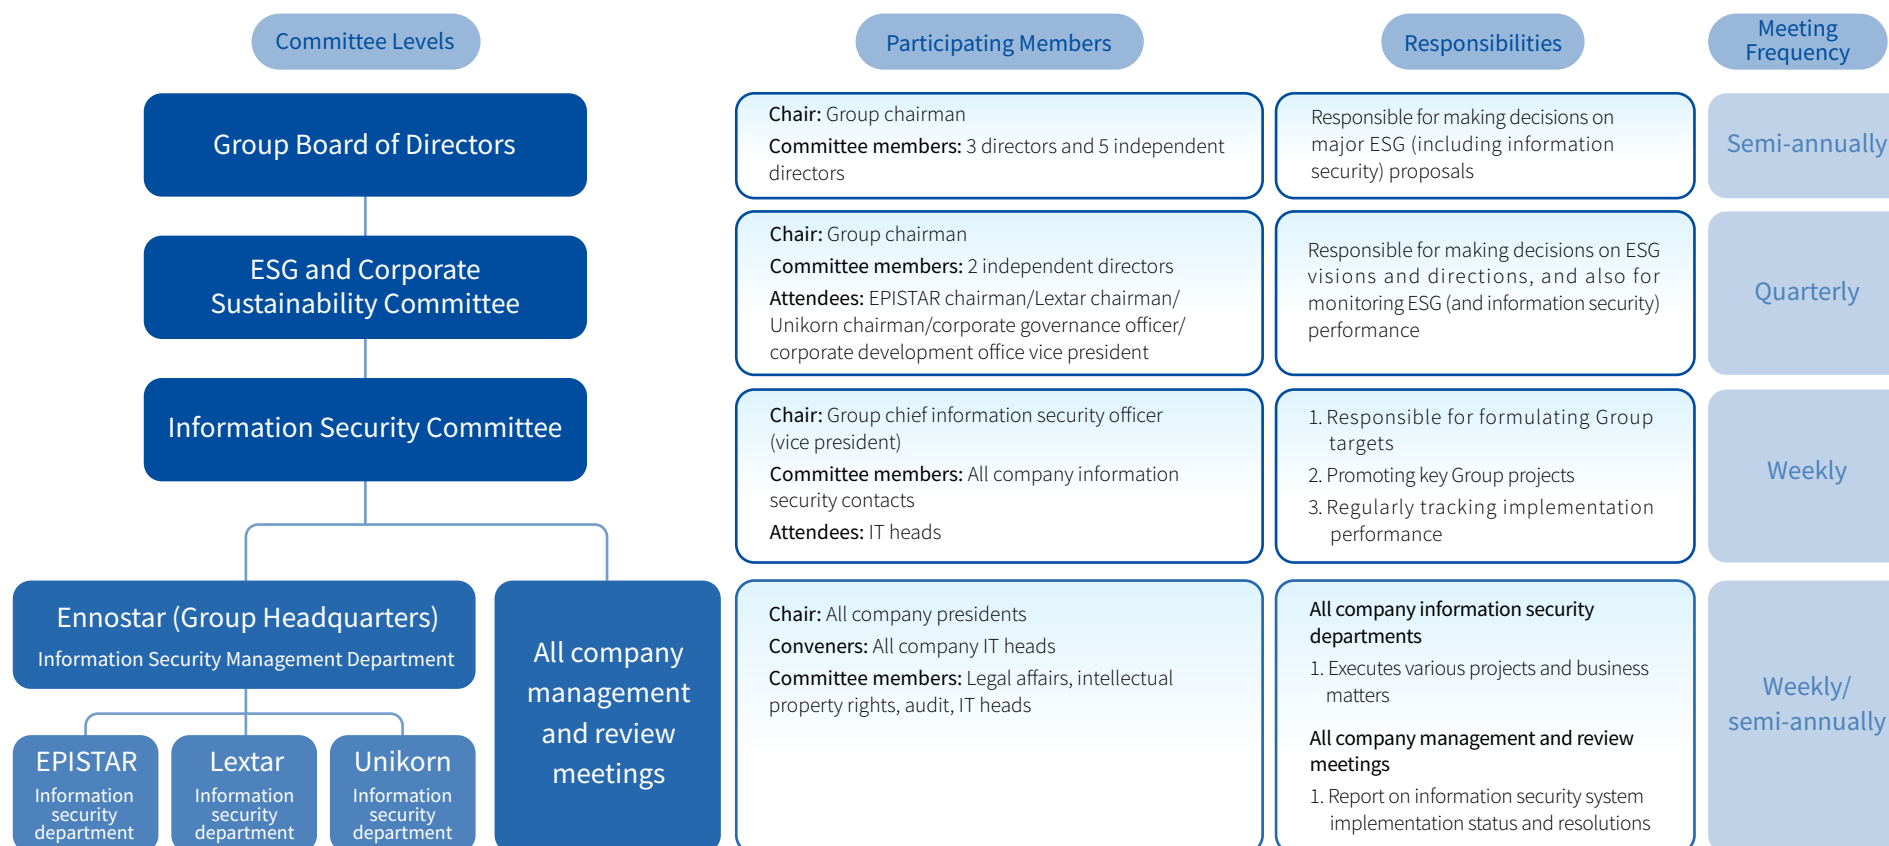 Committee Levels
Participating Members
Responsibilities
Meeting
Frequency
Group Board of Directors
Chair: Group chairman
Committee members: 3 directors and 5 independent
directors
Responsible for making decisions on
major ESG (including information
security) proposals
Semi-annually
ESG and Corporate
Sustainability Committee
Chair: Group chairman
Committee members: 2 independent directors
Attendees: EPISTAR chairman/Lextar chairman/
Unikorn chairman/corporate governance officer/
corporate development office vice president
Responsible for making decisions on ESG
visions and directions, and also for
monitoring ESG (and information security)
performance
Quarterly
Information Security Committee
Chair: Group chief information security officer
(vice president)
Committee members: All company information
security contacts
Attendees: IT heads
1. Responsible for formulating Group
targets
2. Promoting key Group projects
3. Regularly tracking implementation
performance
Weekly
Ennostar (Group Headquarters)
Information Security Management Department
EPISTAR
Information
security
department
Lextar
Information
security
department
Unikorn
Information
security
department
All company
management
and review
meetings
Chair: All company presidents
Conveners: All company IT heads
Committee members: Legal affairs, intellectual
property rights, audit, IT heads
All company information security
departments
1. Executes various projects and business
matters
All company management and review
meetings
1. Report on information security system
implementation status and resolutions
Weekly/
semi-annually